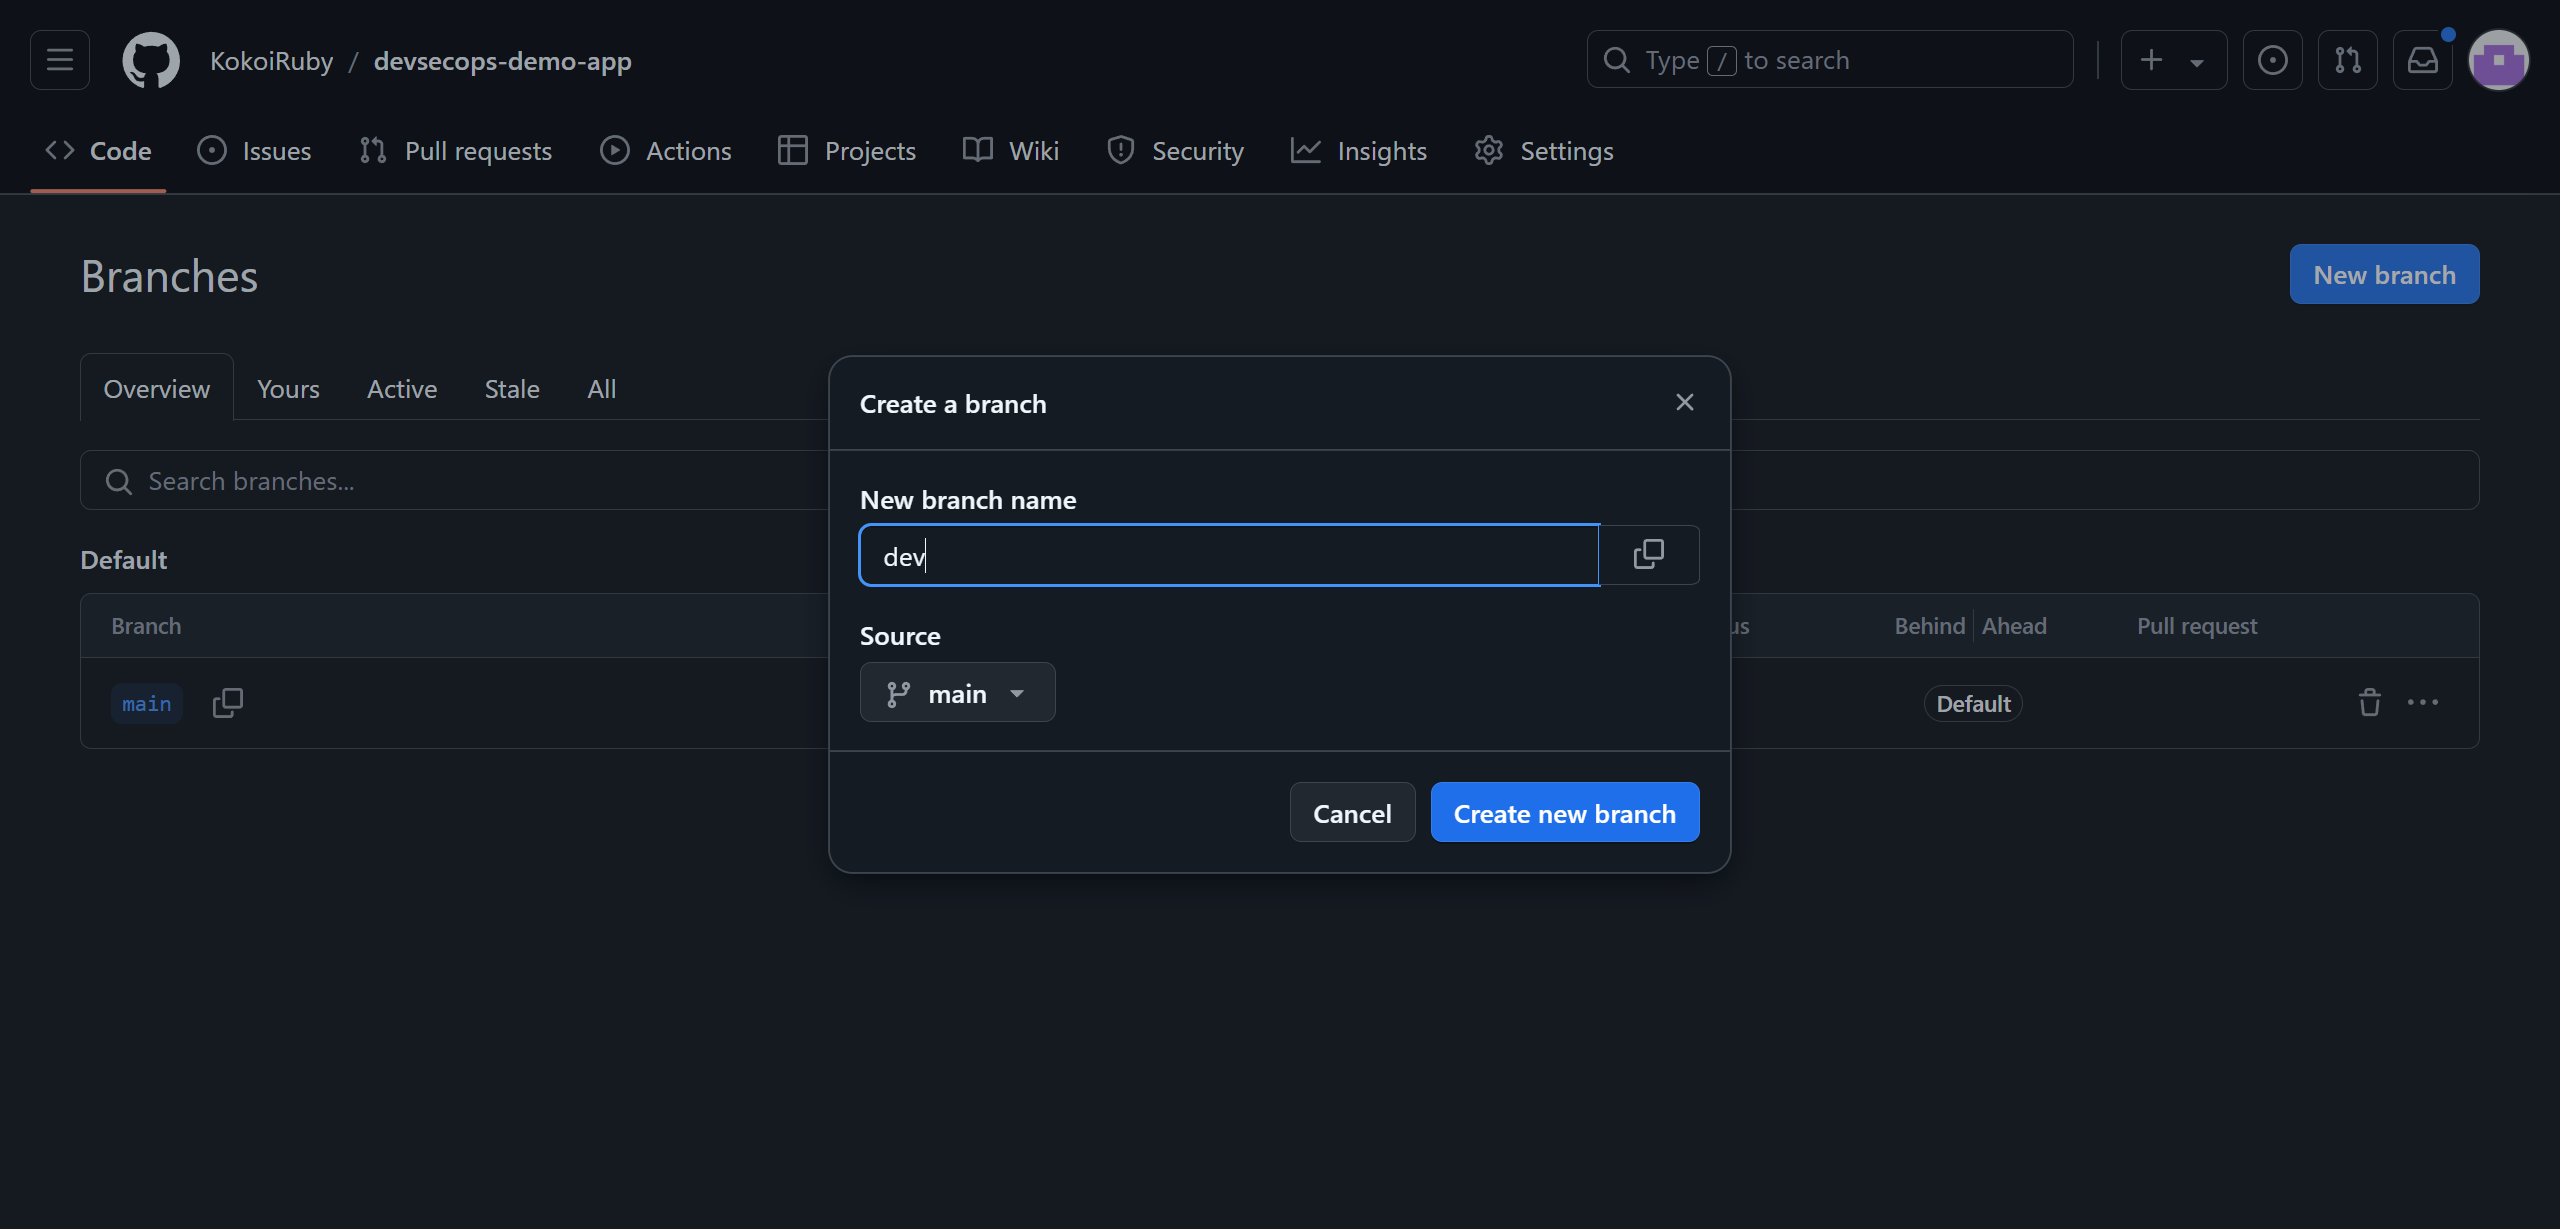 KokoiRuby / devsecops-demo-app
Type / to search
Code Issues Pull requests Actions Projects Wiki Security Insights Settings
Branches
New branch
Overview Yours Active Stale All
Search branches...
Default
Branch
Behind Ahead Pull request
main
Default
Create a branch
New branch name
dev
Source
main
Cancel Create new branch